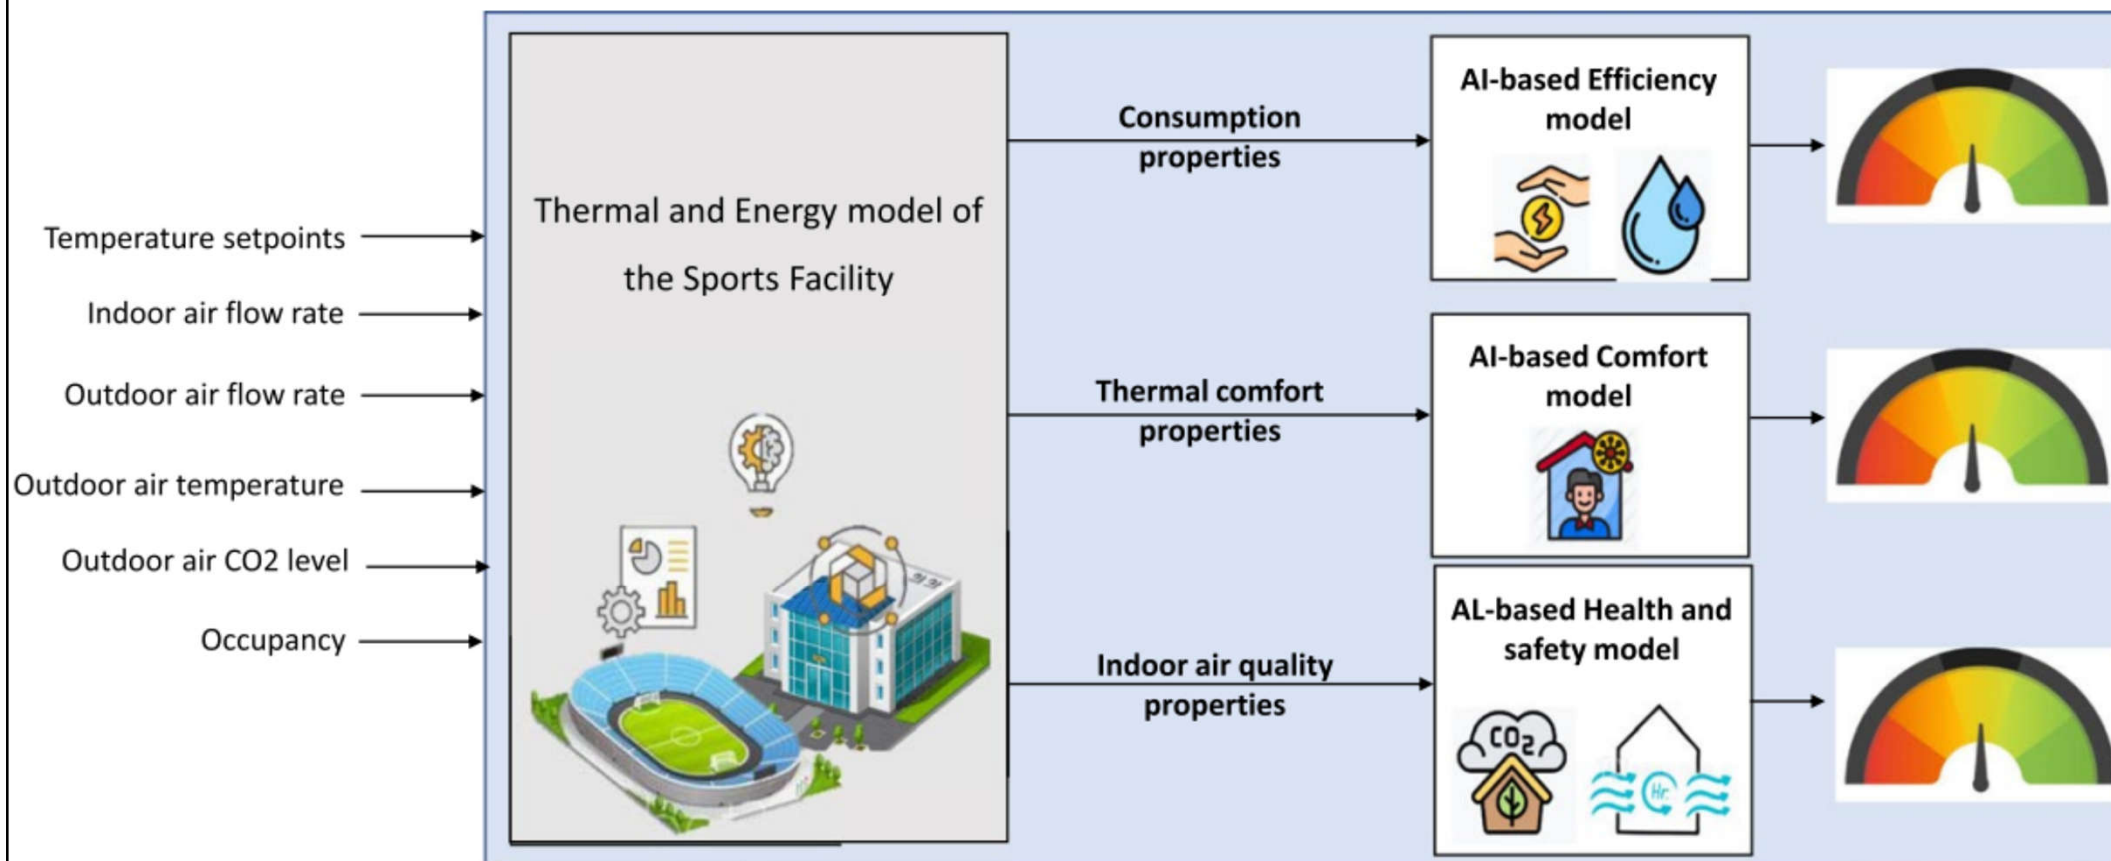 Temperature setpoints
Indoor air flow rate
Outdoor air flow rate
Outdoor air temperature
Outdoor air CO2 level
Occupancy
Thermal and Energy model of
the Sports Facility
Consumption
properties
Thermal comfort
properties
Indoor air quality
properties
AI-based Efficiency
model
AI-based Comfort
model
AL-based Health and
safety model
CO2
Hr.